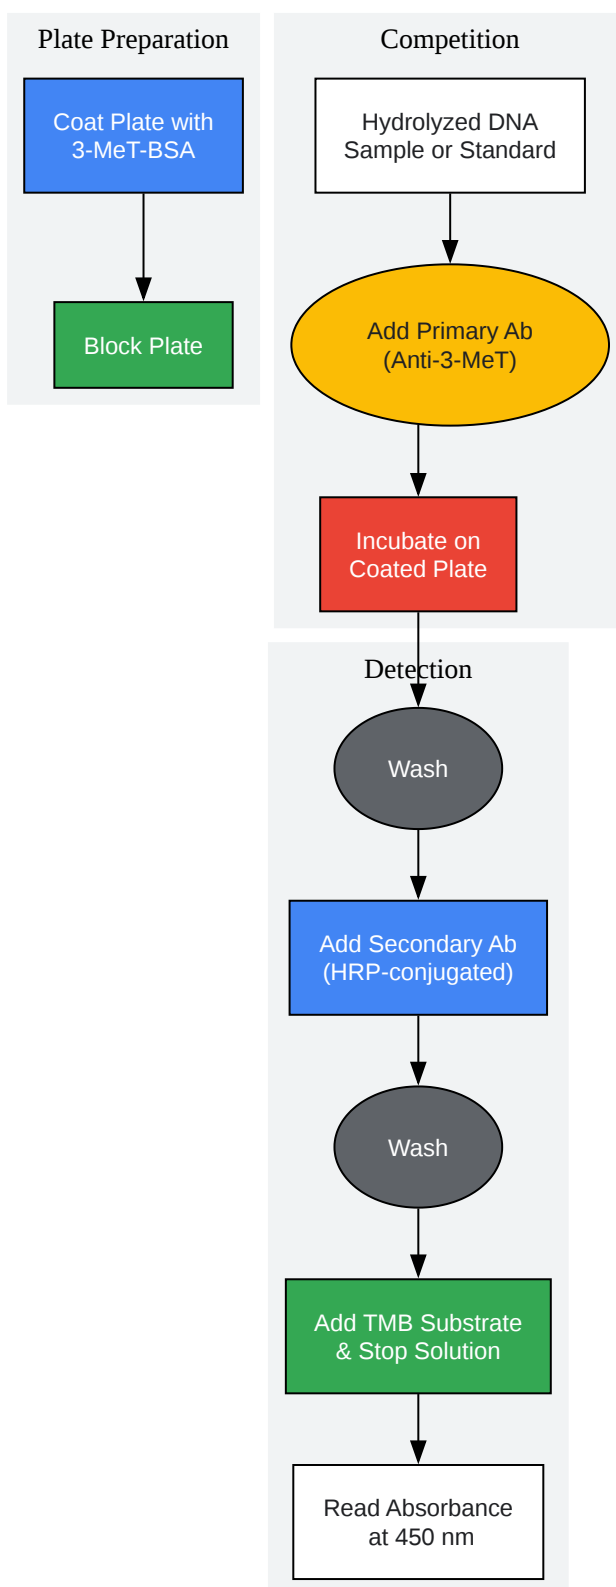 Plate Preparation
Coat Plate with
3-MeT-BSA
Block Plate
Competition
Hydrolyzed DNA
Sample or Standard
Add Primary Ab
(Anti-3-MeT)
Incubate on
Coated Plate
Detection
Wash
Add Secondary Ab
(HRP-conjugated)
Wash
Add TMB Substrate
& Stop Solution
Read Absorbance
at 450 nm